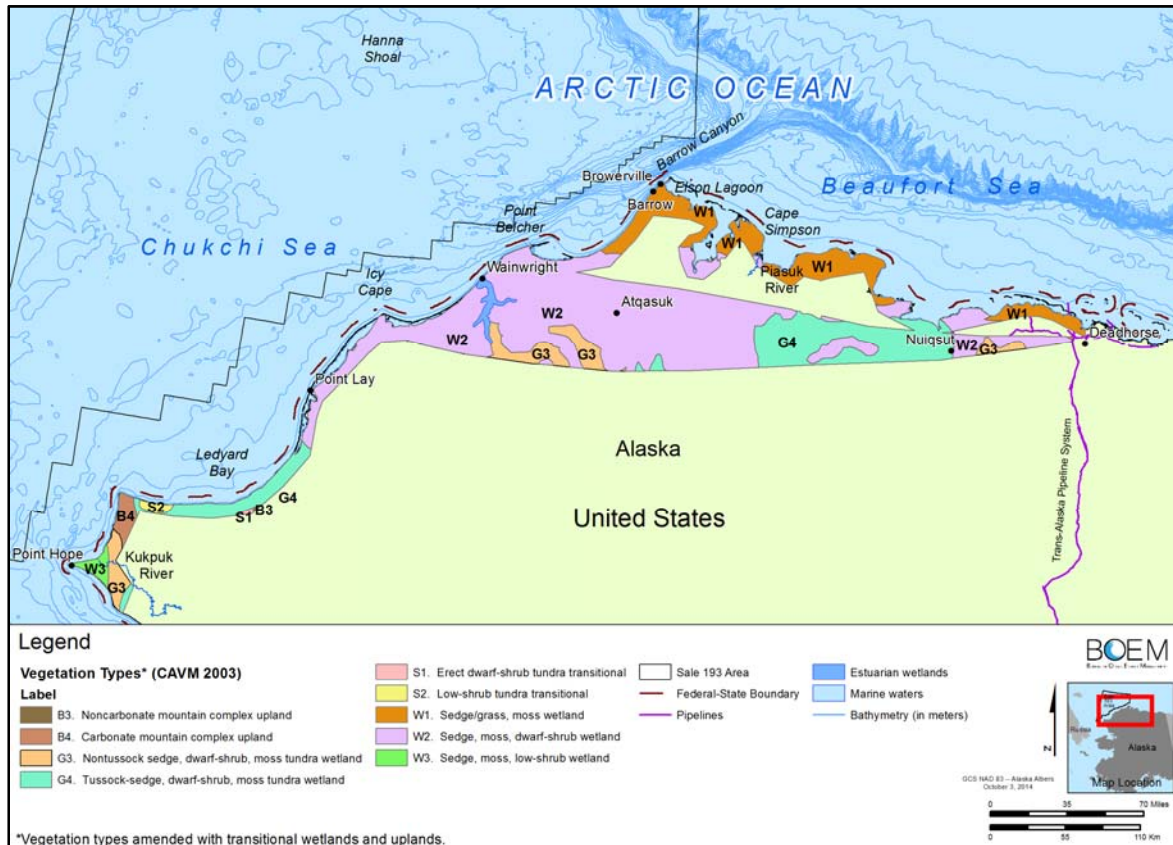 Hanna
Shoal
ARCTIC OCEAN
Barrow Canyon
Browerville
Elson Lagoon
Barrow
Beaufort Sea
Point
Belcher
W1
Cape
Simpson
Chukchi Sea
W1
W1
Icy
Cape
Wainwright
Piasuk
River
Atqasuk
W2
W1
W2
G4
Nuiqsut
W2
G3
Deadhorse
G3
G3
Point Lay
Ledyard
Bay
Alaska
G4
S2
B3
S1
B4
United States
Trans-Alaska Pipeline System
Point Hope
W3
Kukpuk
River
G3
Legend
Vegetation Types* (CAVM 2003)
Label
B3. Noncarbonate mountain complex upland
B4. Carbonate mountain complex upland
G3. Nontussock sedge, dwarf-shrub, moss tundra wetland
G4. Tussock-sedge, dwarf-shrub, moss tundra wetland
S1. Erect dwarf-shrub tundra transitional
S2. Low-shrub tundra transitional
W1. Sedge/grass, moss wetland
W2. Sedge, moss, dwarf-shrub wetland
W3. Sedge, moss, low-shrub wetland
Sale 193 Area
Federal-State Boundary
Pipelines
Estuarine wetlands
Marine waters
Bathymetry (in meters)
BOEM
Z
Russia
Alaska
Map Location
GCS NAD 83 – Alaska Albers
October 3, 2014
0 35 70 Miles
0 55 110 Km
*Vegetation types amended with transitional wetlands and uplands.